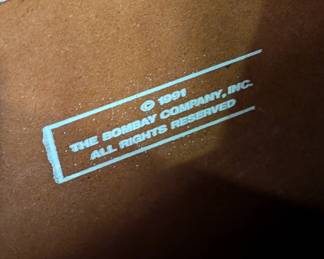 © 1991
THE BOMBAY COMPANY, INC.
ALL RIGHTS RESERVED